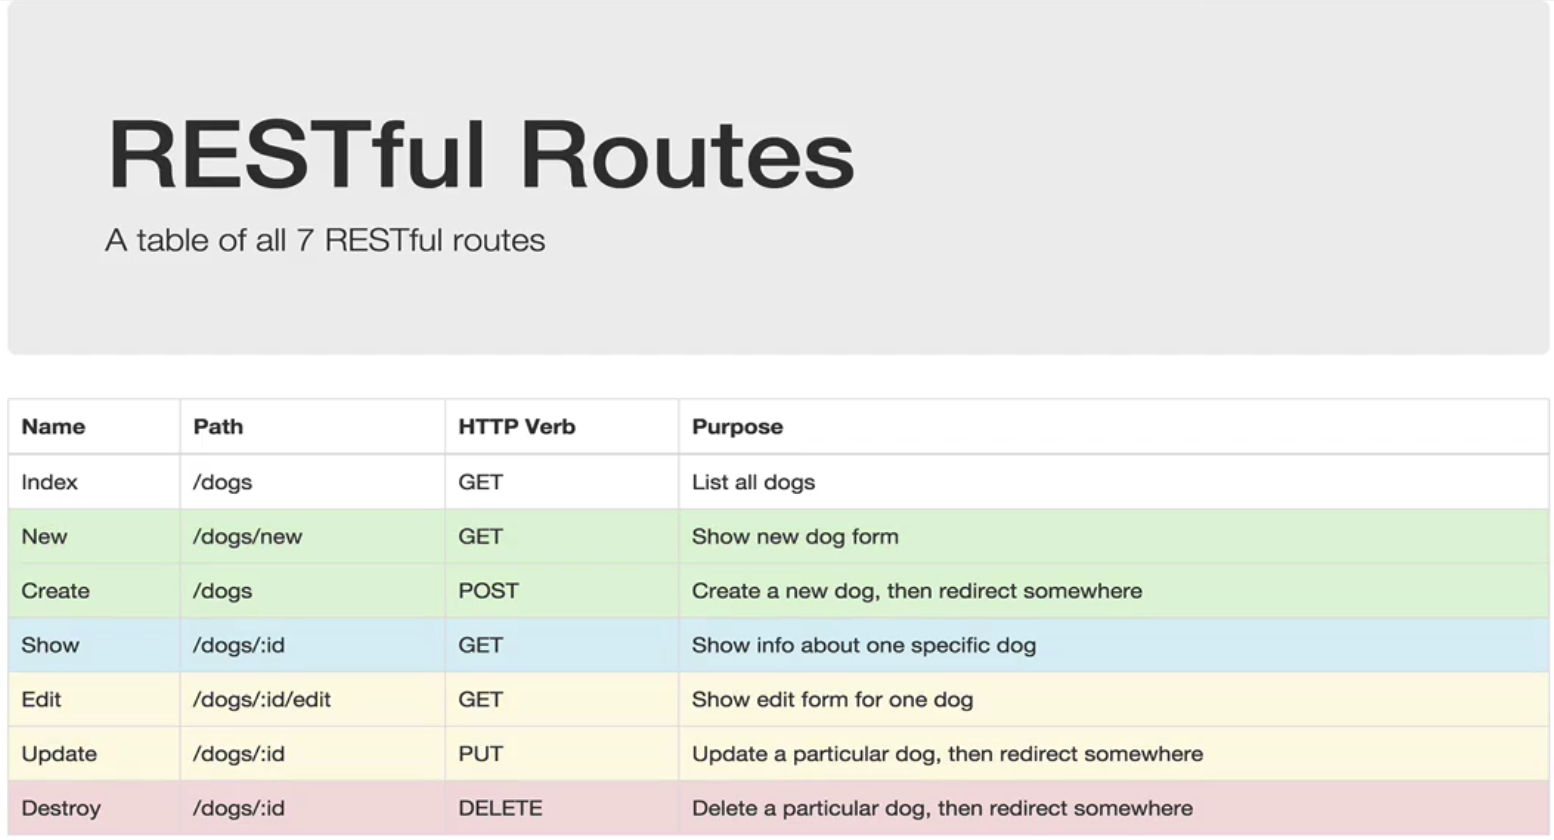 RESTful Routes
A table of all 7 RESTful routes
Name Path HTTP Verb Purpose
Index /dogs GET List all dogs
New /dogs/new GET Show new dog form
Create /dogs POST Create a new dog, then redirect somewhere
Show /dogs/:id GET Show info about one specific dog
Edit /dogs/:id/edit GET Show edit form for one dog
Update /dogs/:id PUT Update a particular dog, then redirect somewhere
Destroy /dogs/:id DELETE Delete a particular dog, then redirect somewhere